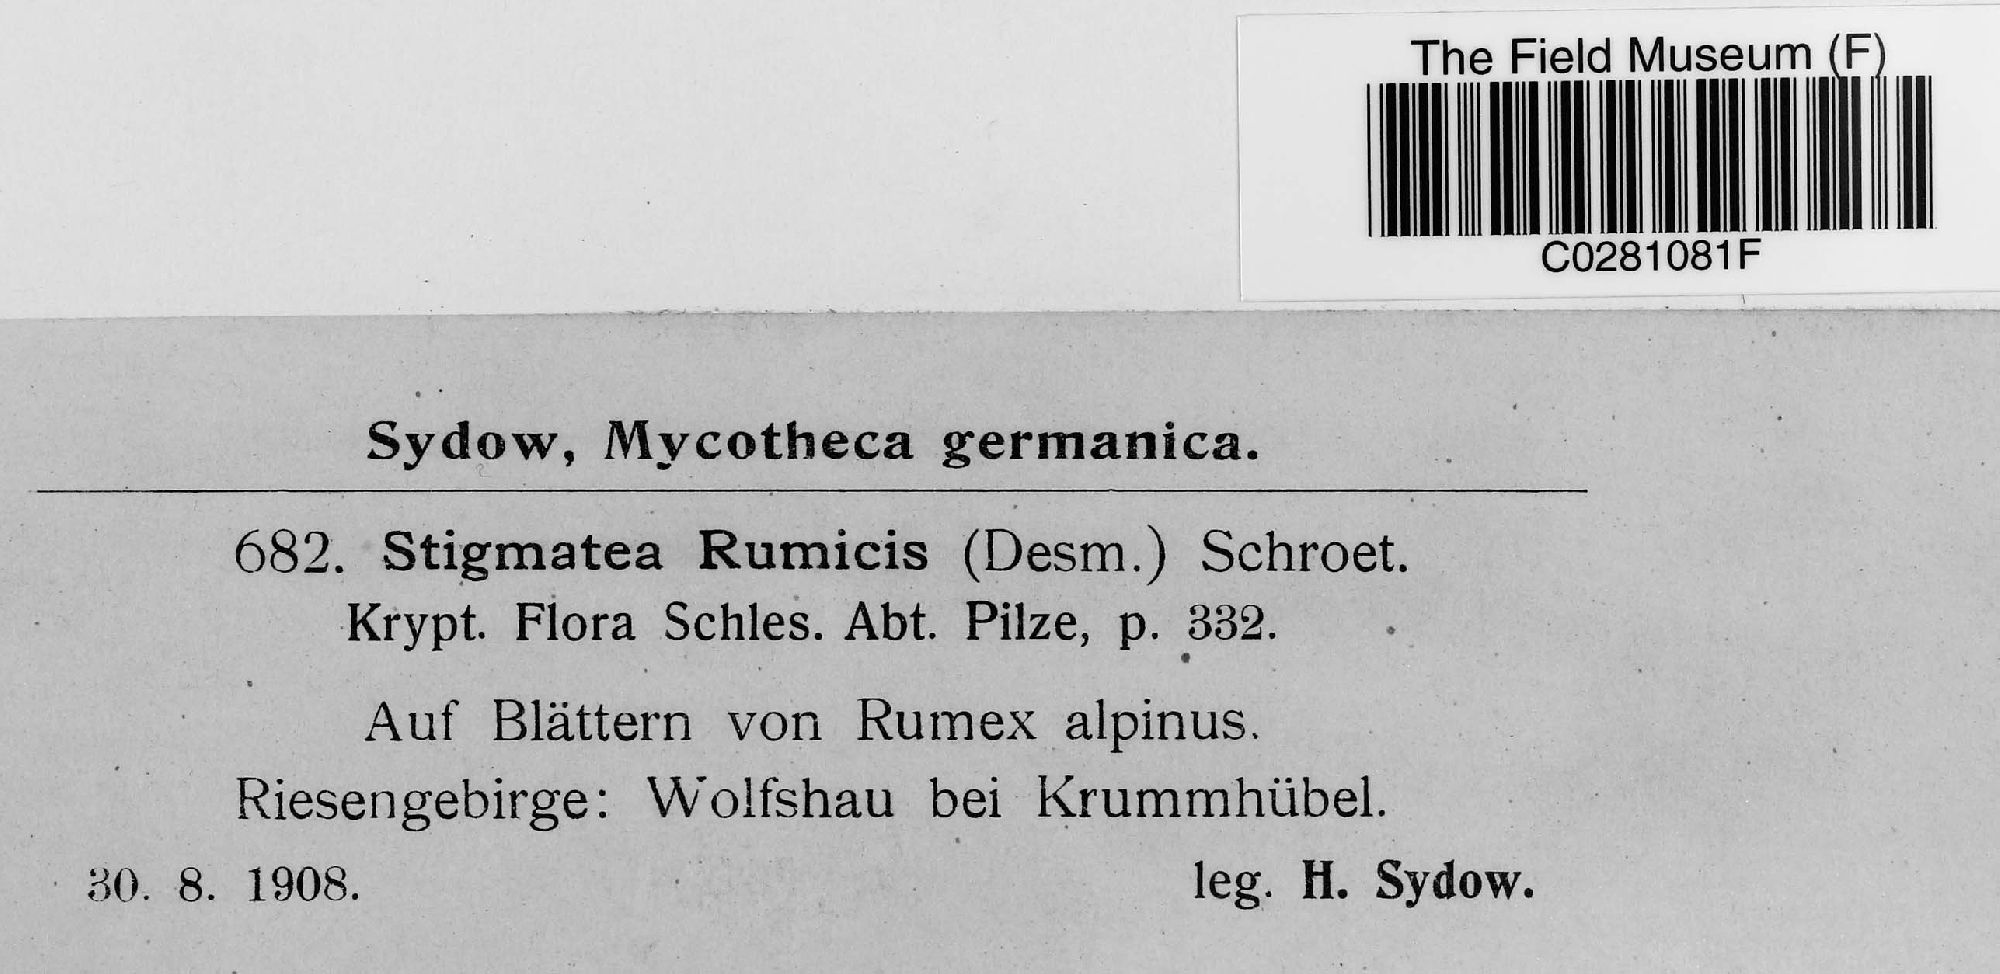 The Field Museum (F)
C0281081F
Sydow, Mycotheca germanica.
682. Stigmatea Rumicis (Desm.) Schroet.
Krypt. Flora Schles. Abt. Pilze, p. 332.
Auf Blättern von Rumex alpinus.
Riesengebirge: Wolfshau bei Krummhübel.
30. 8. 1908. leg. H. Sydow.